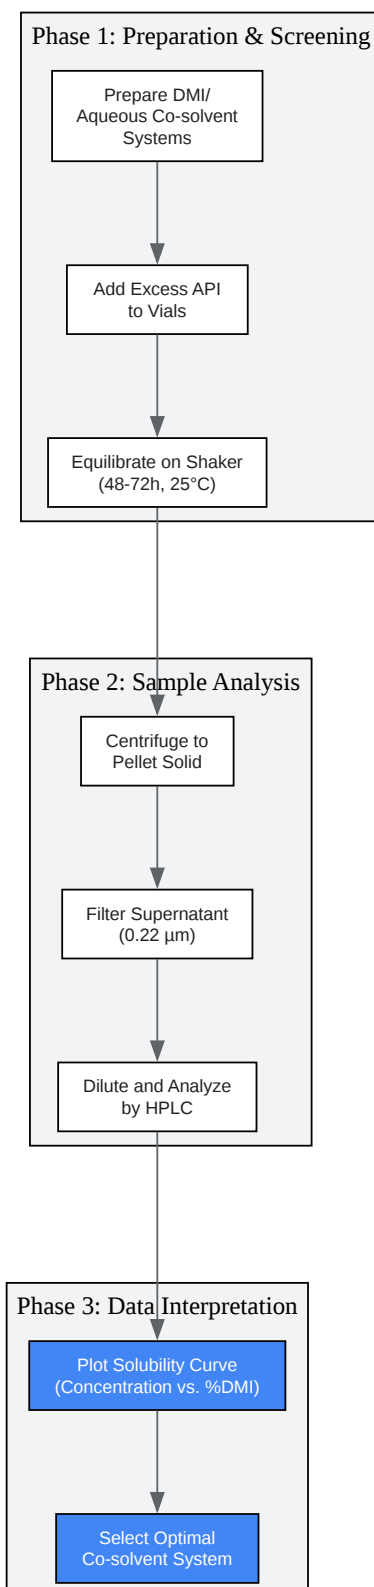 Phase 1: Preparation & Screening
Prepare DMI/
Aqueous Co-solvent
Systems
Add Excess API
to Vials
Equilibrate on Shaker
(48-72h, 25°C)
Phase 2: Sample Analysis
Centrifuge to
Pellet Solid
Filter Supernatant
(0.22 µm)
Dilute and Analyze
by HPLC
Phase 3: Data Interpretation
Plot Solubility Curve
(Concentration vs. %DMI)
Select Optimal
Co-solvent System